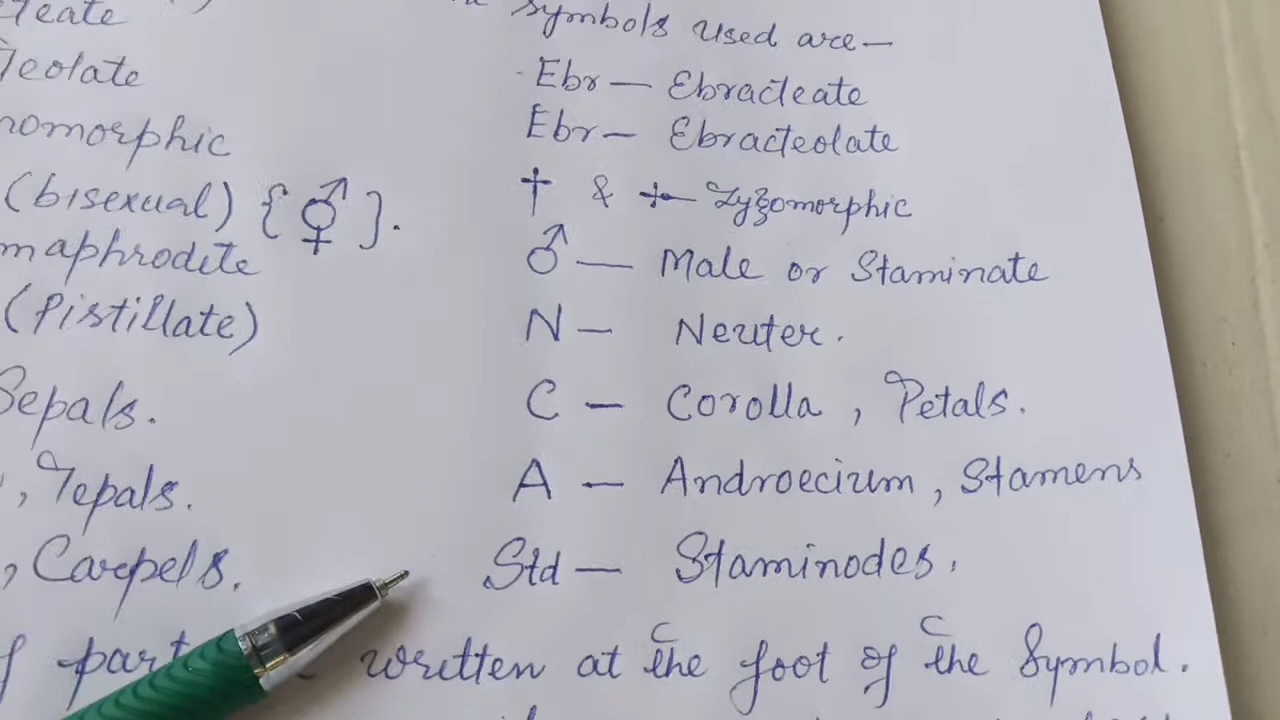 symbols used are—
teolate Ebr — Ebracteate
Ebr — Ebracteolate
nomorphic
(bisexual) {⚥}. † & ⸸ — Zygomorphic
maphrodite ♂ — Male or Staminate
(Pistillate) N — Neuter.
Sepals. C — Corolla, Petals.
, Tepals. A — Androecium, Stamens
, Carpels. Std — Staminodes.
written at the foot of the Symbol.